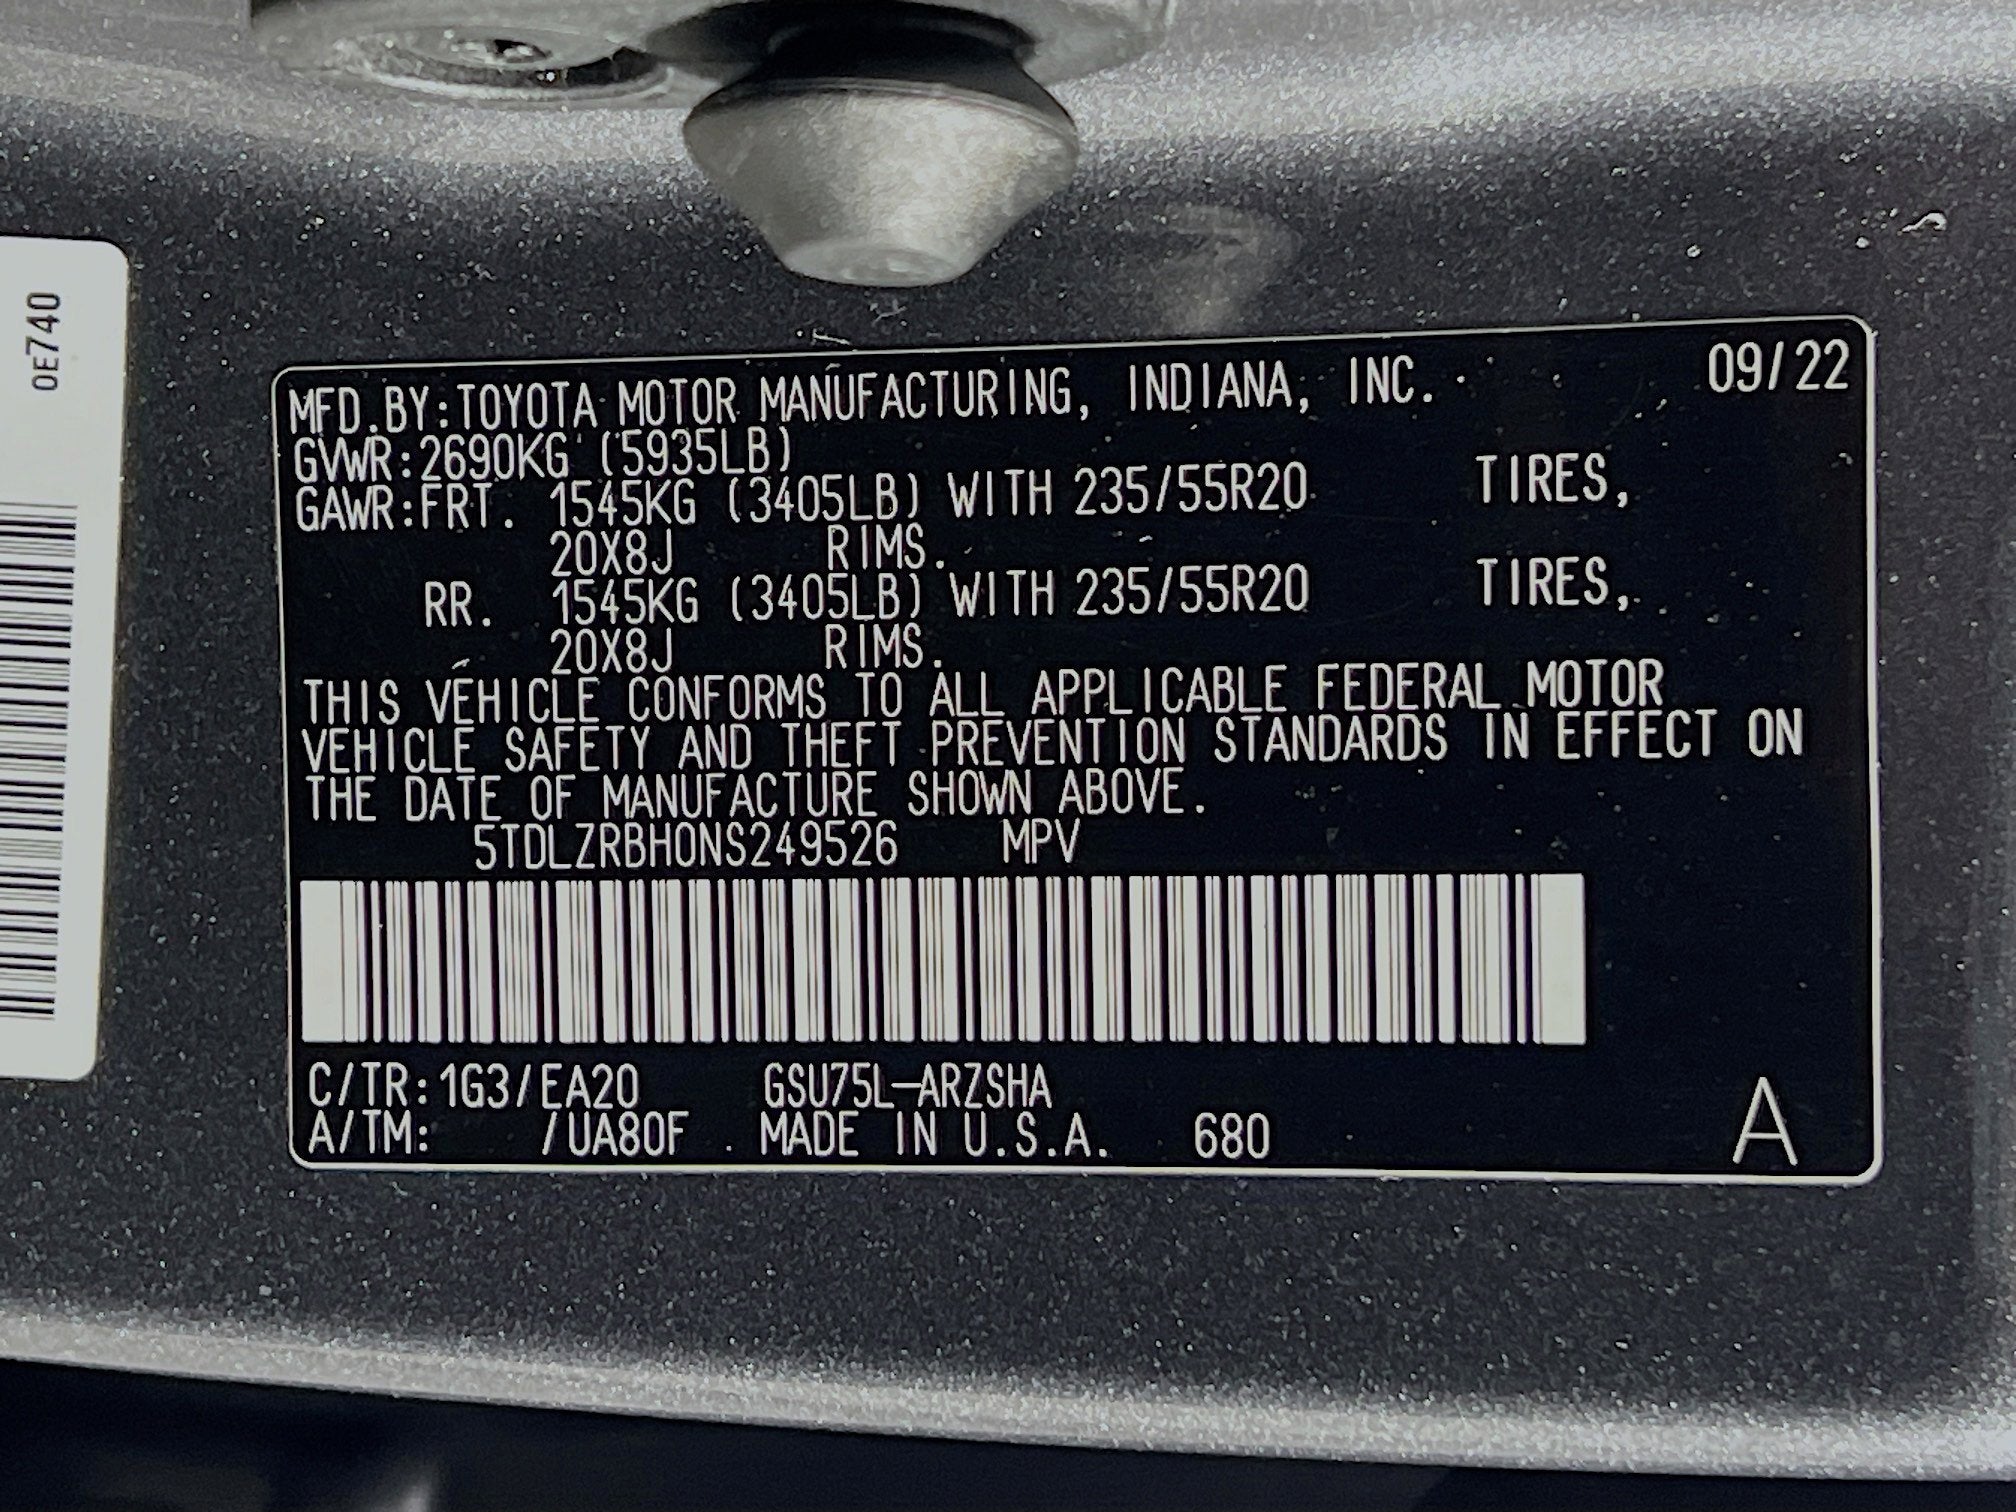 0E740
MFD.BY:TOYOTA MOTOR MANUFACTURING, INDIANA, INC. 09/22
GVWR:2690KG (5935LB)
GAWR:FRT. 1545KG (3405LB) WITH 235/55R20 TIRES,
20X8J RIMS.
RR. 1545KG (3405LB) WITH 235/55R20 TIRES,
20X8J RIMS.
THIS VEHICLE CONFORMS TO ALL APPLICABLE FEDERAL MOTOR
VEHICLE SAFETY AND THEFT PREVENTION STANDARDS IN EFFECT ON
THE DATE OF MANUFACTURE SHOWN ABOVE.
5TDLZRBH0NS249526 MPV
C/TR:1G3/EA20 GSU75L-ARZSHA
A/TM: /UA80F MADE IN U.S.A. 680 A